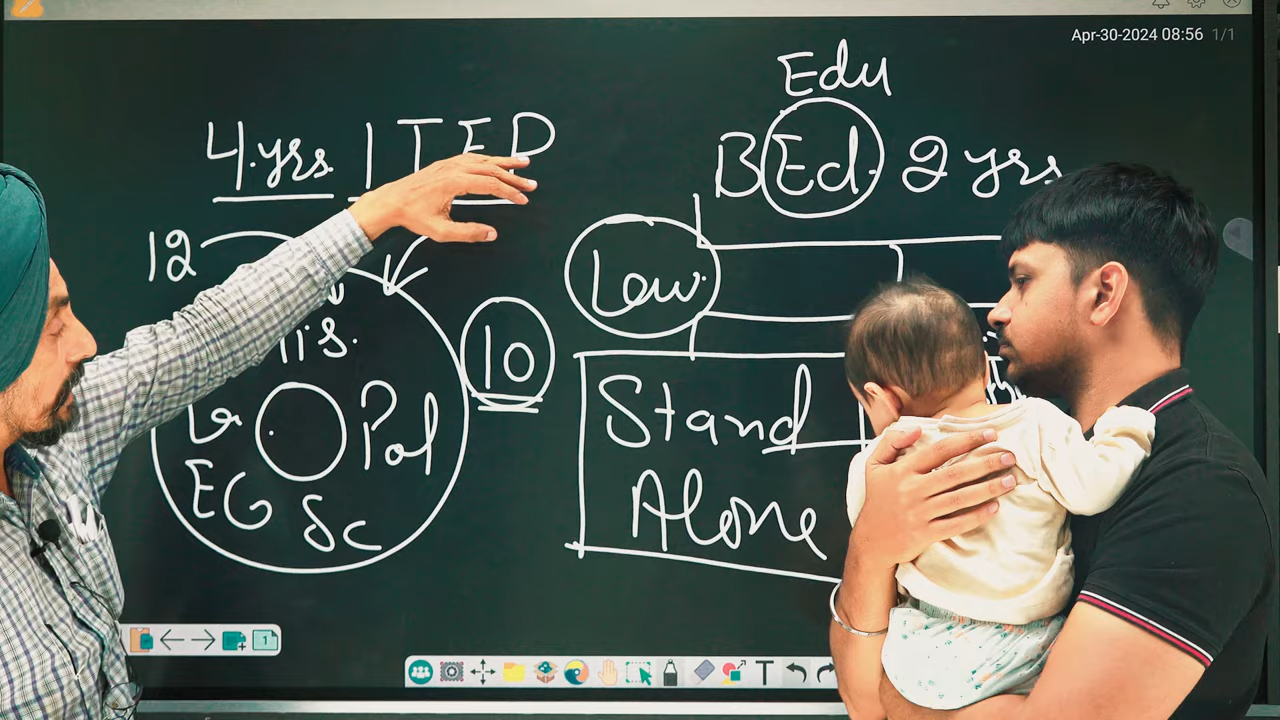 Apr-30-2024 08:56 1/1
Edu
4.yrs. ITEP
BEd. 2 yrs
12
Law.
10
Pol
Stand
EG Sc
Alone
1
T